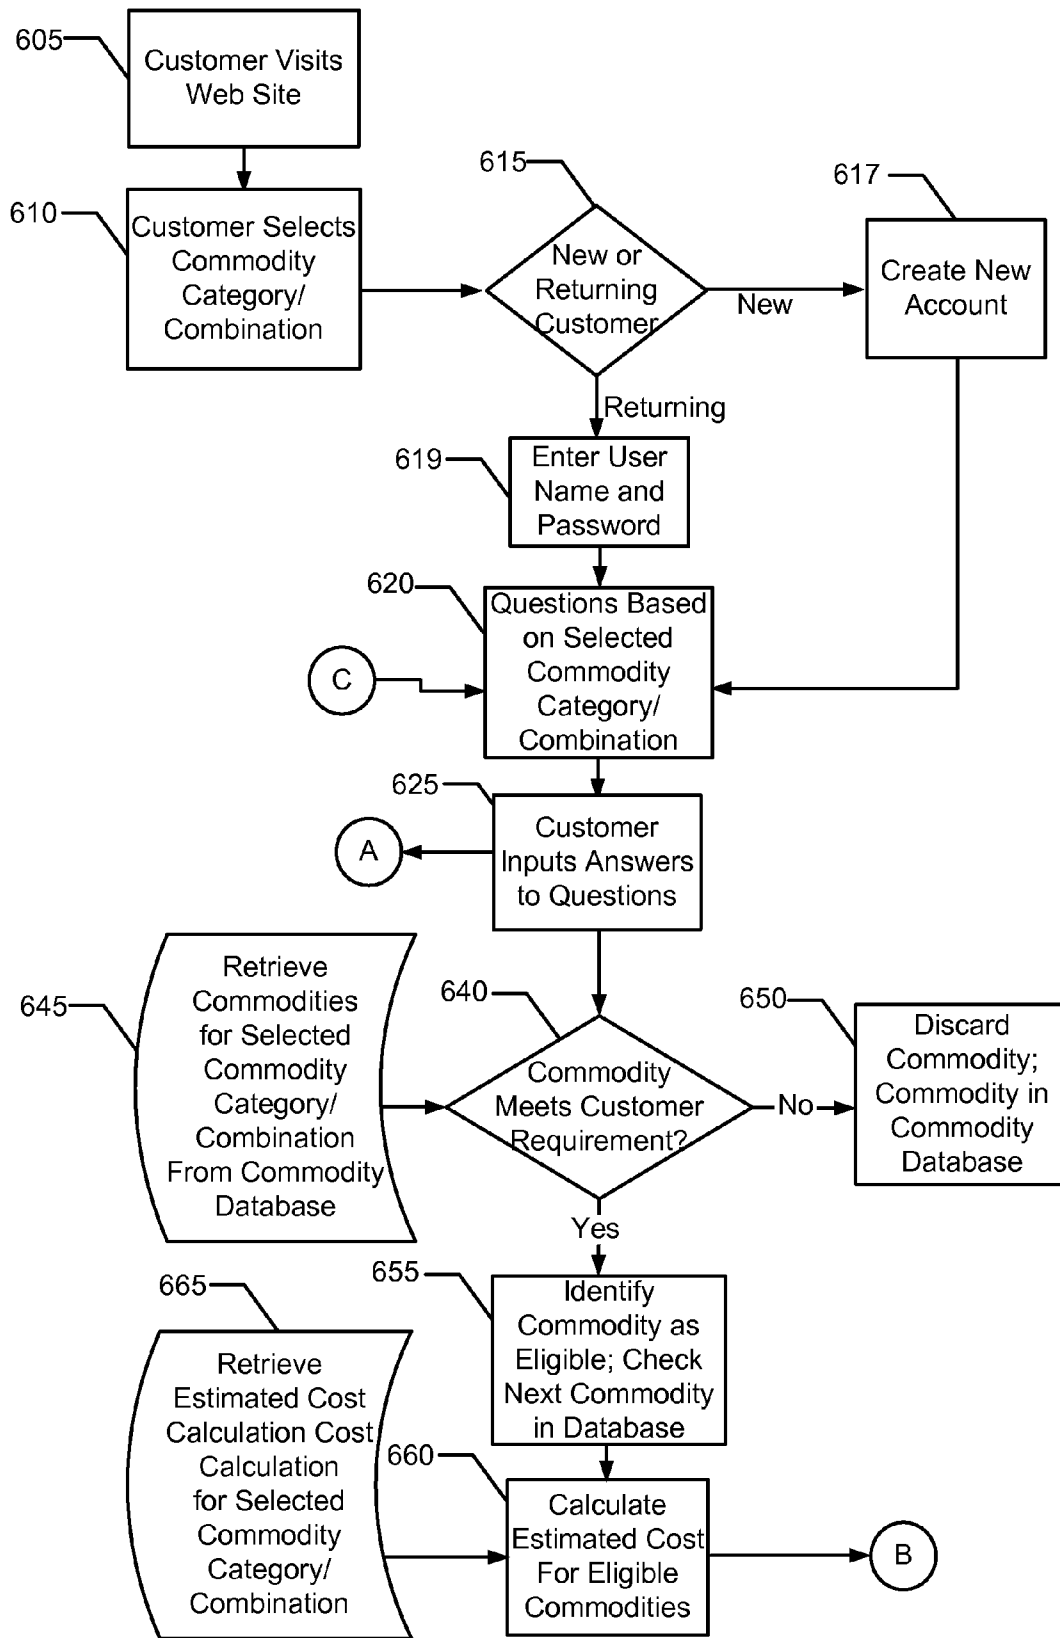 605
Customer Visits
Web Site
610
Customer Selects
Commodity
Category/
Combination
615
New or
Returning
Customer
New
617
Create New
Account
Returning
619
Enter User
Name and
Password
620
Questions Based
on Selected
Commodity
Category/
Combination
C
625
Customer
Inputs Answers
to Questions
A
645
Retrieve
Commodities
for Selected
Commodity
Category/
Combination
From Commodity
Database
640
Commodity
Meets Customer
Requirement?
No
650
Discard
Commodity;
Commodity in
Commodity
Database
Yes
655
Identify
Commodity as
Eligible; Check
Next Commodity
in Database
665
Retrieve
Estimated Cost
Calculation Cost
Calculation
for Selected
Commodity
Category/
Combination
660
Calculate
Estimated Cost
For Eligible
Commodities
B